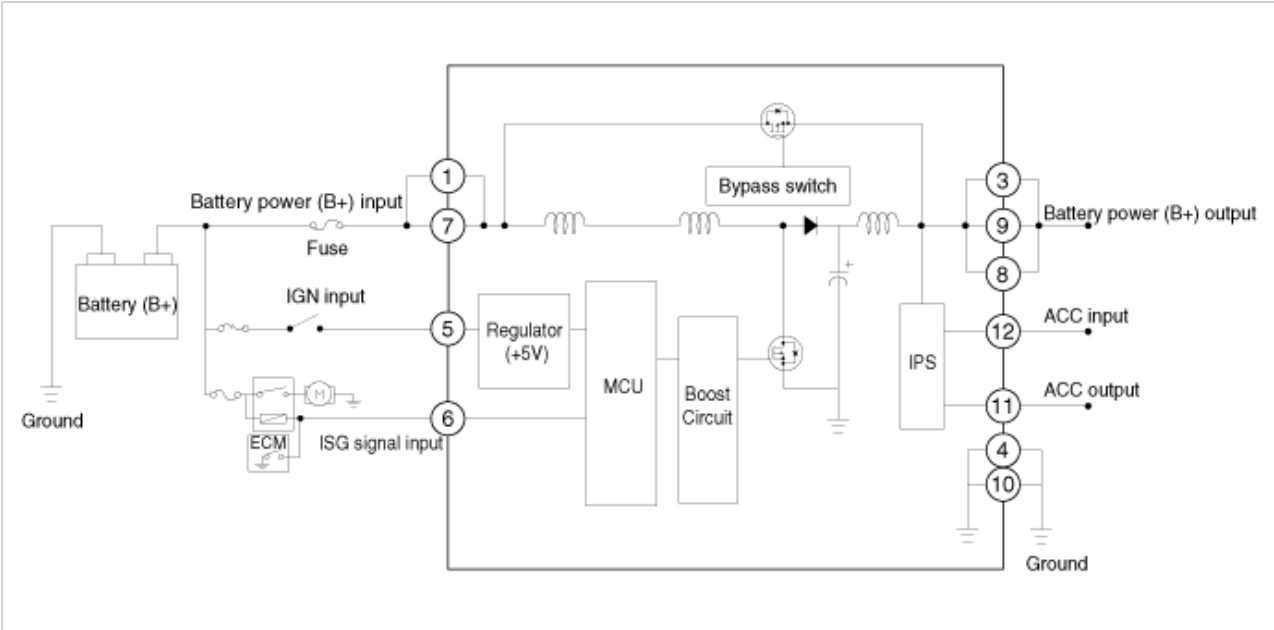 1
Bypass switch
3
Battery power (B+) input
7
9
Battery power (B+) output
Fuse
8
Battery (B+)
IGN input
5
Regulator
(+5V)
MCU
Boost
Circuit
IPS
12
ACC input
M
11
ACC output
Ground
ECM
ISG signal input
6
4
10
Ground
+